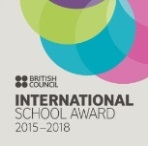 BRITISH
COUNCIL
INTERNATIONAL
SCHOOL AWARD
2015–2018